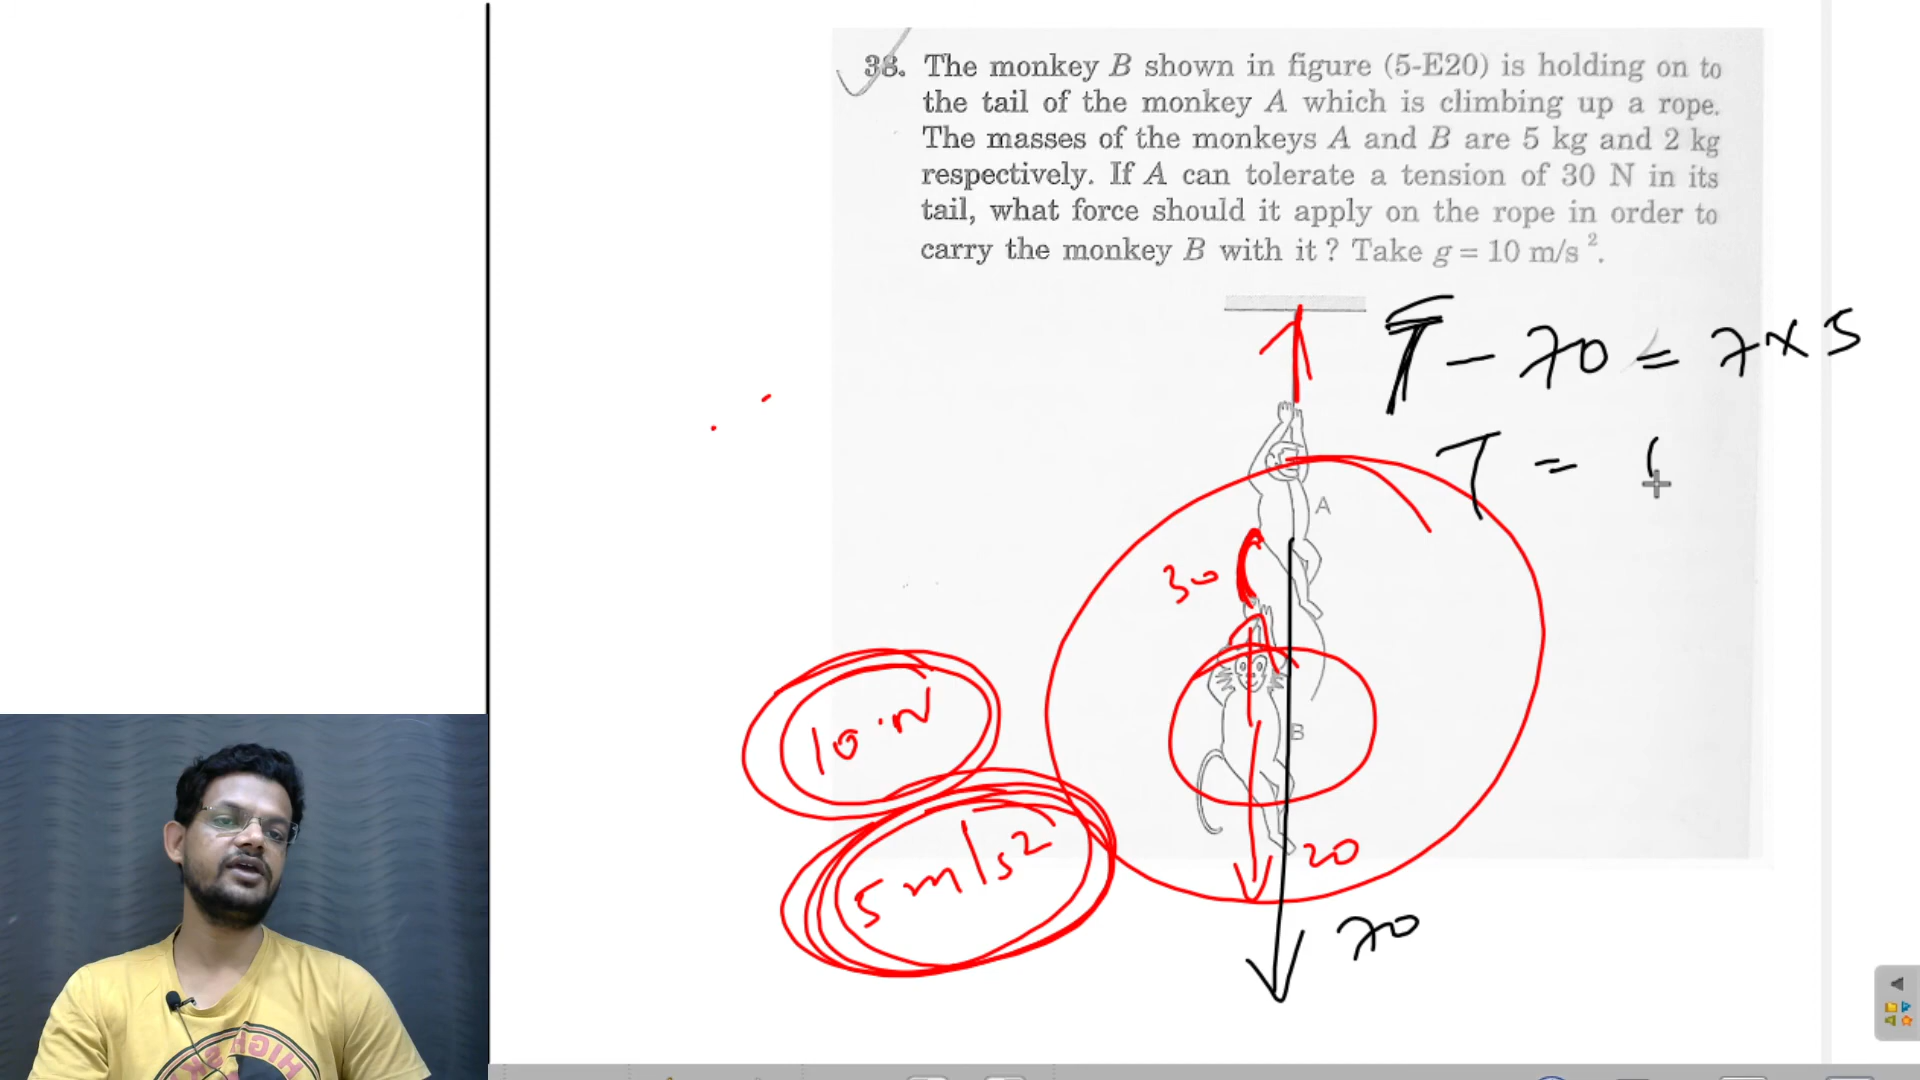 38. The monkey B shown in figure (5-E20) is holding on to
the tail of the monkey A which is climbing up a rope.
The masses of the monkeys A and B are 5 kg and 2 kg
respectively. If A can tolerate a tension of 30 N in its
tail, what force should it apply on the rope in order to
carry the monkey B with it ? Take g = 10 m/s².
T - 70 = 7 × 5
T =
A
30
B
10 N
5 m/s2
20
70
HIGH